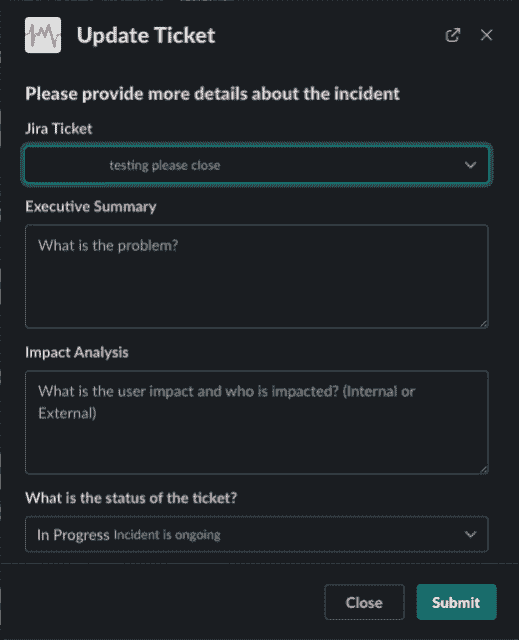 Update Ticket
Please provide more details about the incident
Jira Ticket
testing please close
Executive Summary
What is the problem?
Impact Analysis
What is the user impact and who is impacted? (Internal or
External)
What is the status of the ticket?
In Progress Incident is ongoing
Close
Submit